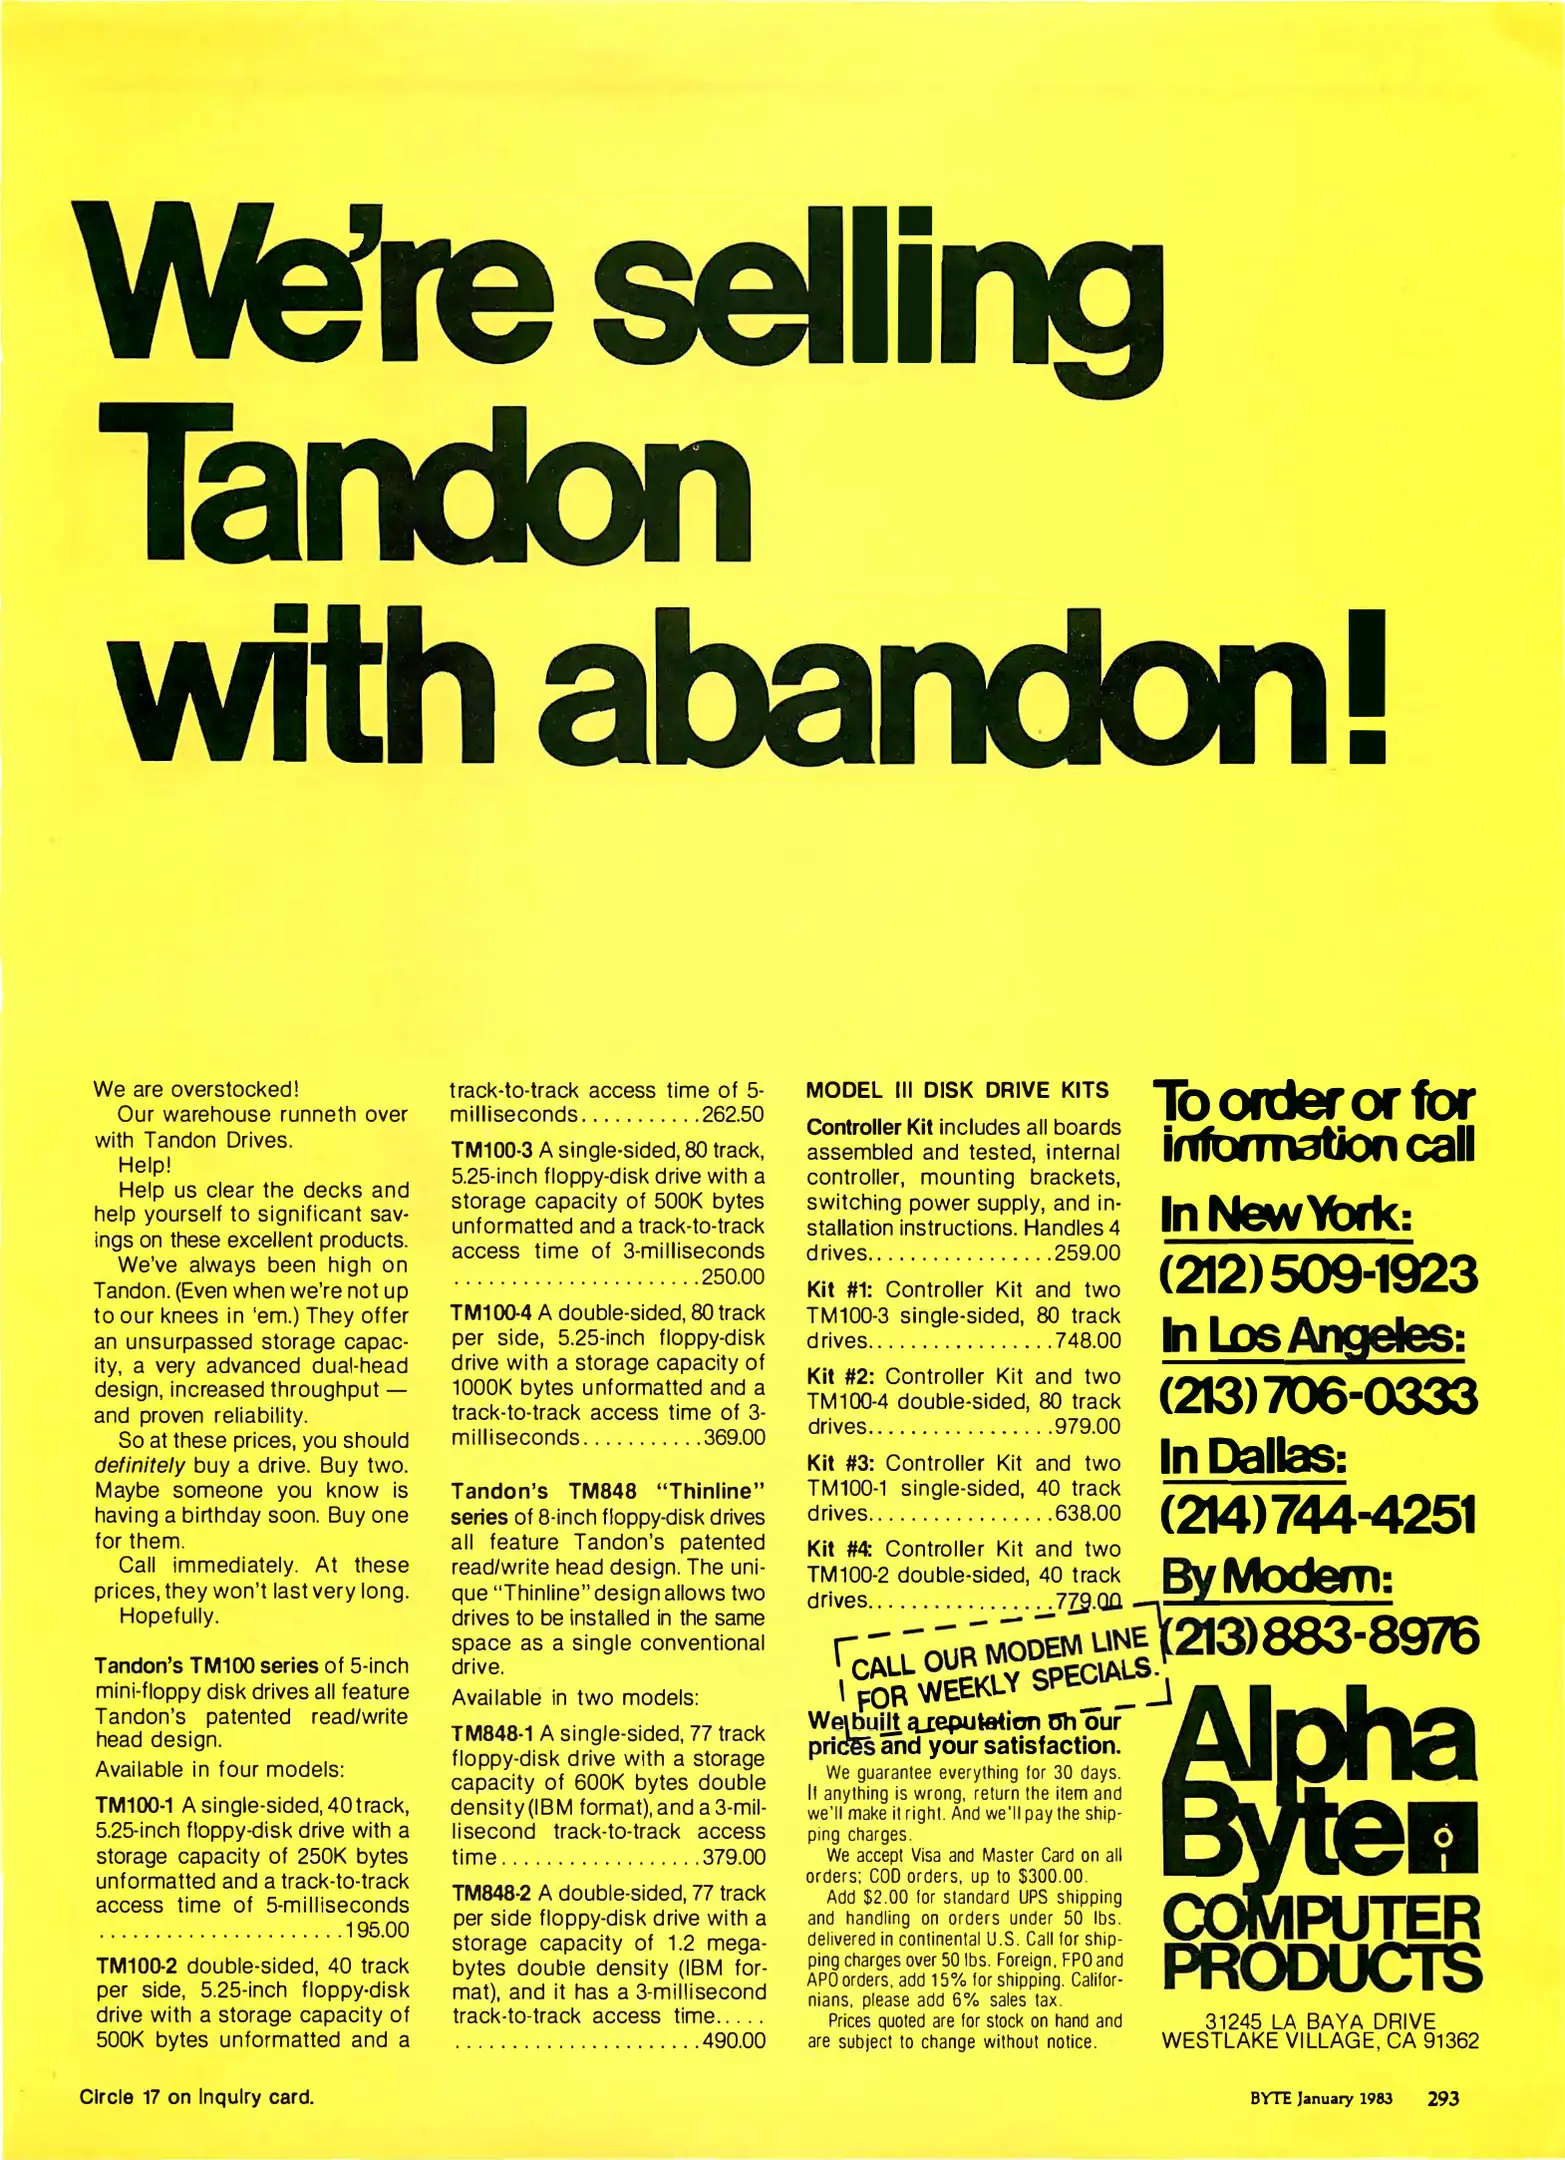 We're selling
Tandon
with abandon!
We are overstocked!
Our warehouse runneth over
with Tandon Drives.
Help!
Help us clear the decks and
help yourself to significant sav-
ings on these excellent products.
We've always been high on
Tandon. (Even when we're not up
to our knees in 'em.) They offer
an unsurpassed storage capac-
ity, a very advanced dual-head
design, increased throughput —
and proven reliability.
So at these prices, you should
definitely buy a drive. Buy two.
Maybe someone you know is
having a birthday soon. Buy one
for them.
Call immediately. At these
prices, they won't last very long.
Hopefully.
Tandon's TM100 series of 5-inch
mini-floppy disk drives all feature
Tandon's patented read/write
head design.
Available in four models:
TM100-1 A single-sided, 40 track,
5.25-inch floppy-disk drive with a
storage capacity of 250K bytes
unformatted and a track-to-track
access time of 5-milliseconds
......................195.00
TM100-2 double-sided, 40 track
per side, 5.25-inch floppy-disk
drive with a storage capacity of
500K bytes unformatted and a
track-to-track access time of 5-
milliseconds...........262.50
TM100-3 A single-sided, 80 track,
5.25-inch floppy-disk drive with a
storage capacity of 500K bytes
unformatted and a track-to-track
access time of 3-milliseconds
......................250.00
TM100-4 A double-sided, 80 track
per side, 5.25-inch floppy-disk
drive with a storage capacity of
1000K bytes unformatted and a
track-to-track access time of 3-
milliseconds...........369.00
Tandon's TM848 "Thinline"
series of 8-inch floppy-disk drives
all feature Tandon's patented
read/write head design. The uni-
que "Thinline" design allows two
drives to be installed in the same
space as a single conventional
drive.
Available in two models:
TM848-1 A single-sided, 77 track
floppy-disk drive with a storage
capacity of 600K bytes double
density (IBM format), and a 3-mil-
lisecond track-to-track access
time..................379.00
TM848-2 A double-sided, 77 track
per side floppy-disk drive with a
storage capacity of 1.2 mega-
bytes double density (IBM for-
mat), and it has a 3-millisecond
track-to-track access time.....
......................490.00
MODEL III DISK DRIVE KITS
Controller Kit includes all boards
assembled and tested, internal
controller, mounting brackets,
switching power supply, and in-
stallation instructions. Handles 4
drives.................259.00
Kit #1: Controller Kit and two
TM100-3 single-sided, 80 track
drives.................748.00
Kit #2: Controller Kit and two
TM100-4 double-sided, 80 track
drives.................979.00
Kit #3: Controller Kit and two
TM100-1 single-sided, 40 track
drives.................638.00
Kit #4: Controller Kit and two
TM100-2 double-sided, 40 track
drives.................779.00
CALL OUR MODEM LINE
FOR WEEKLY SPECIALS.
We built a reputation on our
prices and your satisfaction.
We guarantee everything for 30 days.
If anything is wrong, return the item and
we'll make it right. And we'll pay the ship-
ping charges.
We accept Visa and Master Card on all
orders; COD orders, up to $300.00.
Add $2.00 for standard UPS shipping
and handling on orders under 50 lbs.
delivered in continental U.S. Call for ship-
ping charges over 50 lbs. Foreign, FPO and
APO orders, add 15% for shipping. Califor-
nians, please add 6% sales tax.
Prices quoted are for stock on hand and
are subject to change without notice.
To order or for
information call
In New York:
(212) 509-1923
In Los Angeles:
(213) 706-0333
In Dallas:
(214) 744-4251
By Modem:
(213) 883-8976
Alpha
Byte
COMPUTER
PRODUCTS
31245 LA BAYA DRIVE
WESTLAKE VILLAGE, CA 91362
Circle 17 on Inquiry card.
BYTE January 1983 293